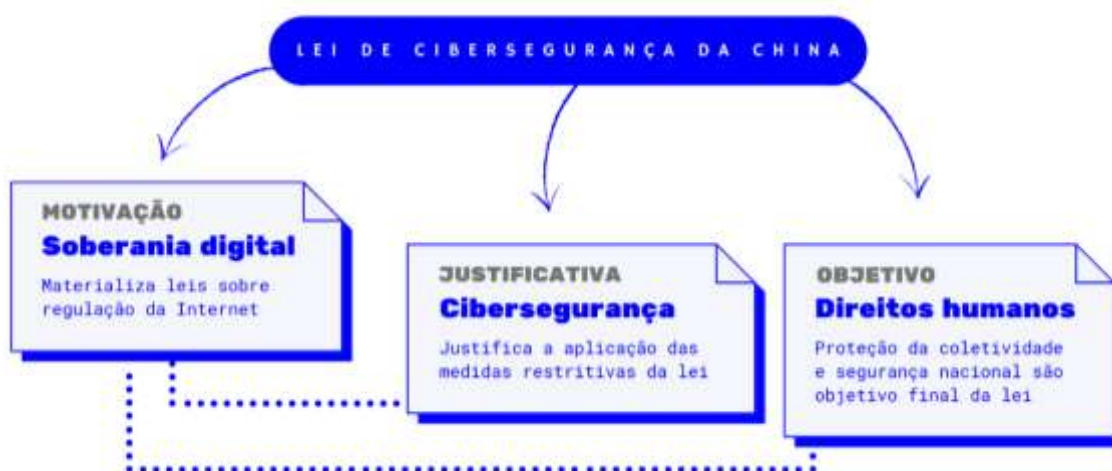 LEI DE CIBERSEGURANÇA DA CHINA
MOTIVAÇÃO
Soberania digital
Materializa leis sobre
regulação da Internet
JUSTIFICATIVA
Cibersegurança
Justifica a aplicação das
medidas restritivas da lei
OBJETIVO
Direitos humanos
Proteção da coletividade
e segurança nacional são
objetivo final da lei